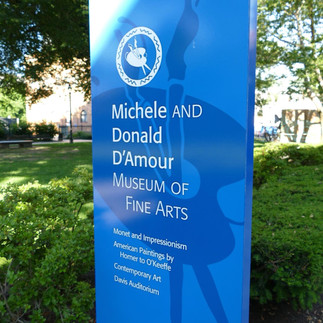 Michele AND
Donald
D'Amour
MUSEUM OF
FINE ARTS
Monet and Impressionism
American Paintings by
Homer to O'Keeffe
Contemporary Art
Davis Auditorium